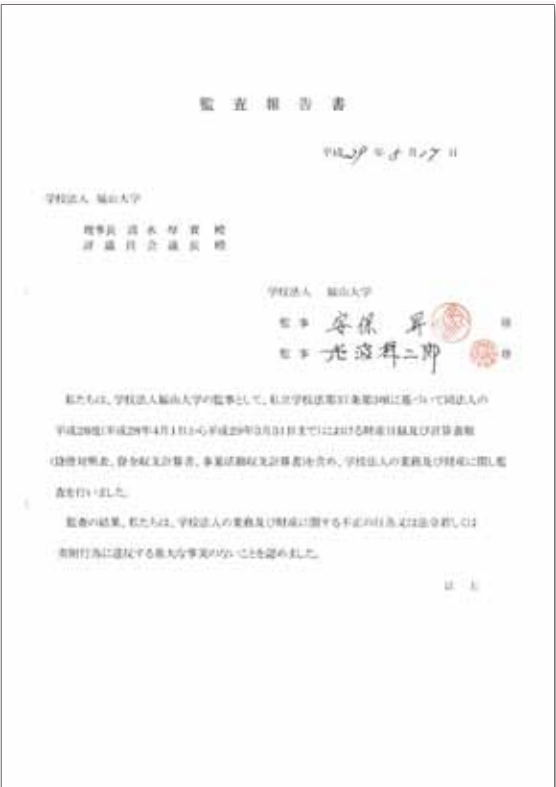 監査報告書
平成29年5月17日
学校法人 福山大学
理事長 清水厚實 殿
評議員会議長 殿
学校法人 福山大学
監事 安保 昇 ㊞
監事 二郎 ㊞
私たちは、学校法人福山大学の監事として、私立学校法第37条第3項に基づいて同法人の
平成28度(平成28年4月1日から平成29年3月31日まで)における財産目録及び計算書類
(貸借対照表、資金収支計算書、事業活動収支計算書)を含め、学校法人の業務及び財産に関し監
査を行いました。
監査の結果、私たちは、学校法人の業務及び財産に関する不正の行為又は法令若しくは
寄附行為に違反する重大な事実のないことを認めました。
以 上